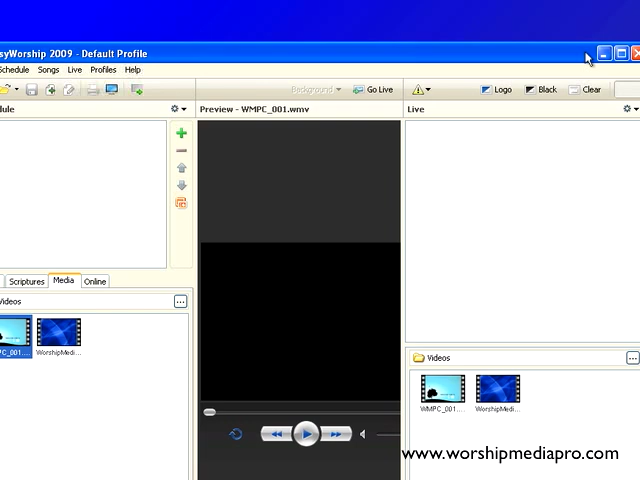 syWorship 2009 - Default Profile
Schedule Songs Live Profiles Help
Background Go Live Logo Black Clear
dule Preview - WMPC_001.wmv Live
Scriptures Media Online
Videos
PC_001.... WorshipMedi...
Videos
WMPC_001.... WorshipMedi...
www.worshipmediapro.com